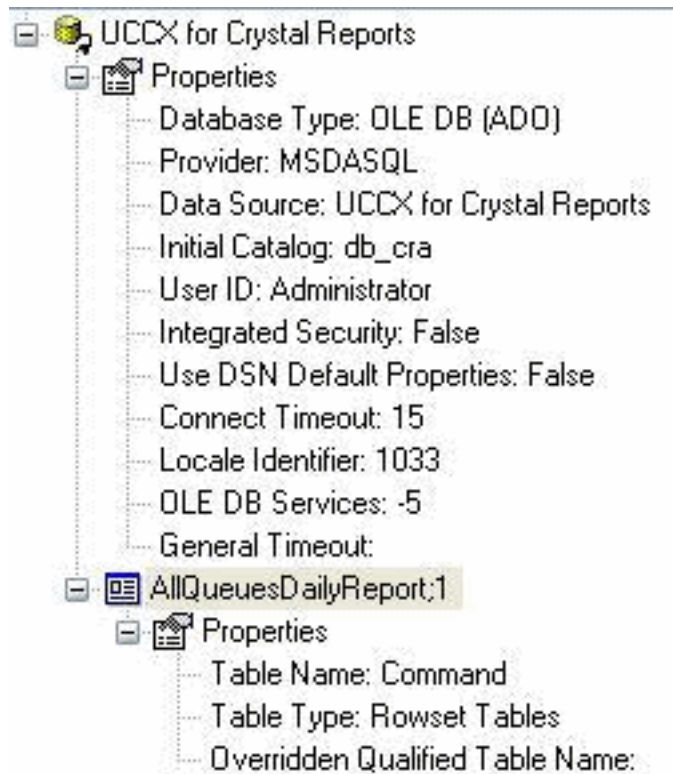 UCCX for Crystal Reports
Properties
Database Type: OLE DB (ADO)
Provider: MSDASQL
Data Source: UCCX for Crystal Reports
Initial Catalog: db_cra
User ID: Administrator
Integrated Security: False
Use DSN Default Properties: False
Connect Timeout: 15
Locale Identifier: 1033
OLE DB Services: -5
General Timeout:
AllQueuesDailyReport;1
Properties
Table Name: Command
Table Type: Rowset Tables
Overridden Qualified Table Name: